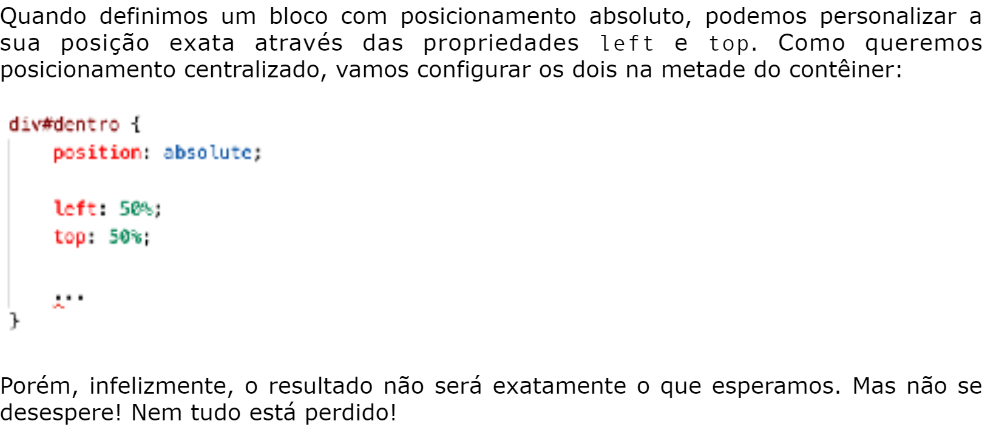 Quando definimos um bloco com posicionamento absoluto, podemos personalizar a
sua posição exata através das propriedades left e top. Como queremos
posicionamento centralizado, vamos configurar os dois na metade do contêiner:
div#dentro {
position: absolute;
left: 50%;
top: 50%;
...
}
Porém, infelizmente, o resultado não será exatamente o que esperamos. Mas não se
desespere! Nem tudo está perdido!